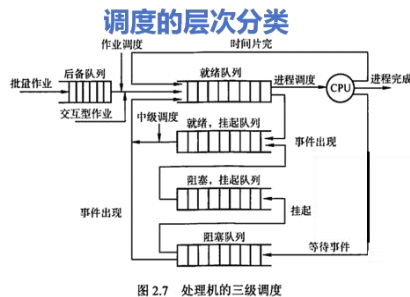 调度的层次分类
作业调度
时间片完
后备队列
就绪队列
进程调度
CPU
进程完成
批量作业
交互型作业
中级调度
就绪，挂起队列
事件出现
阻塞，挂起队列
事件出现
挂起
阻塞队列
等待事件
图 2.7 处理机的三级调度